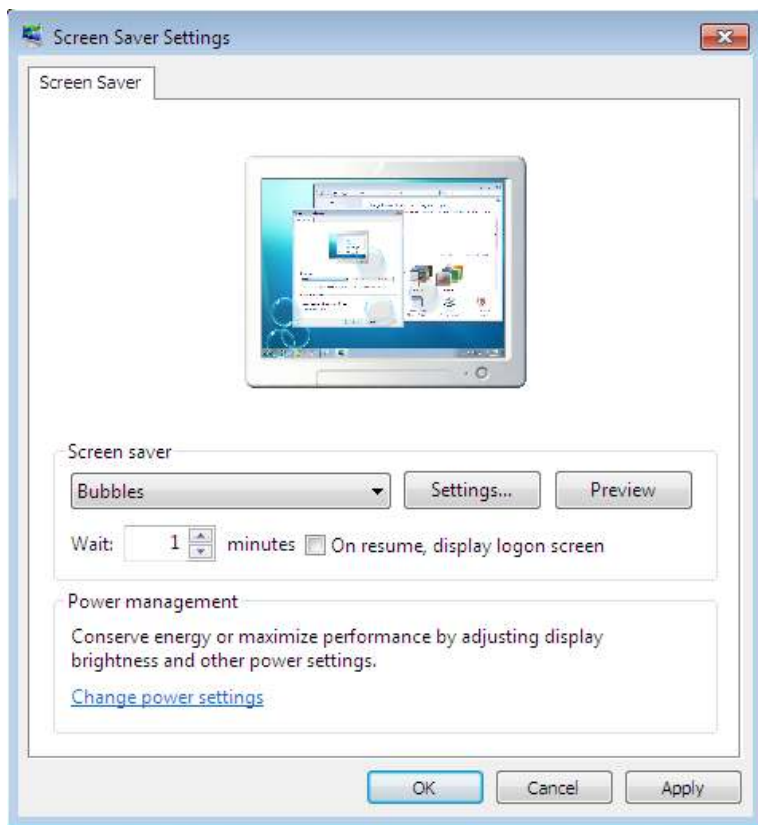 Screen Saver Settings
Screen Saver
Screen saver
Bubbles Settings... Preview
Wait: 1 minutes On resume, display logon screen
Power management
Conserve energy or maximize performance by adjusting display
brightness and other power settings.
Change power settings
OK Cancel Apply